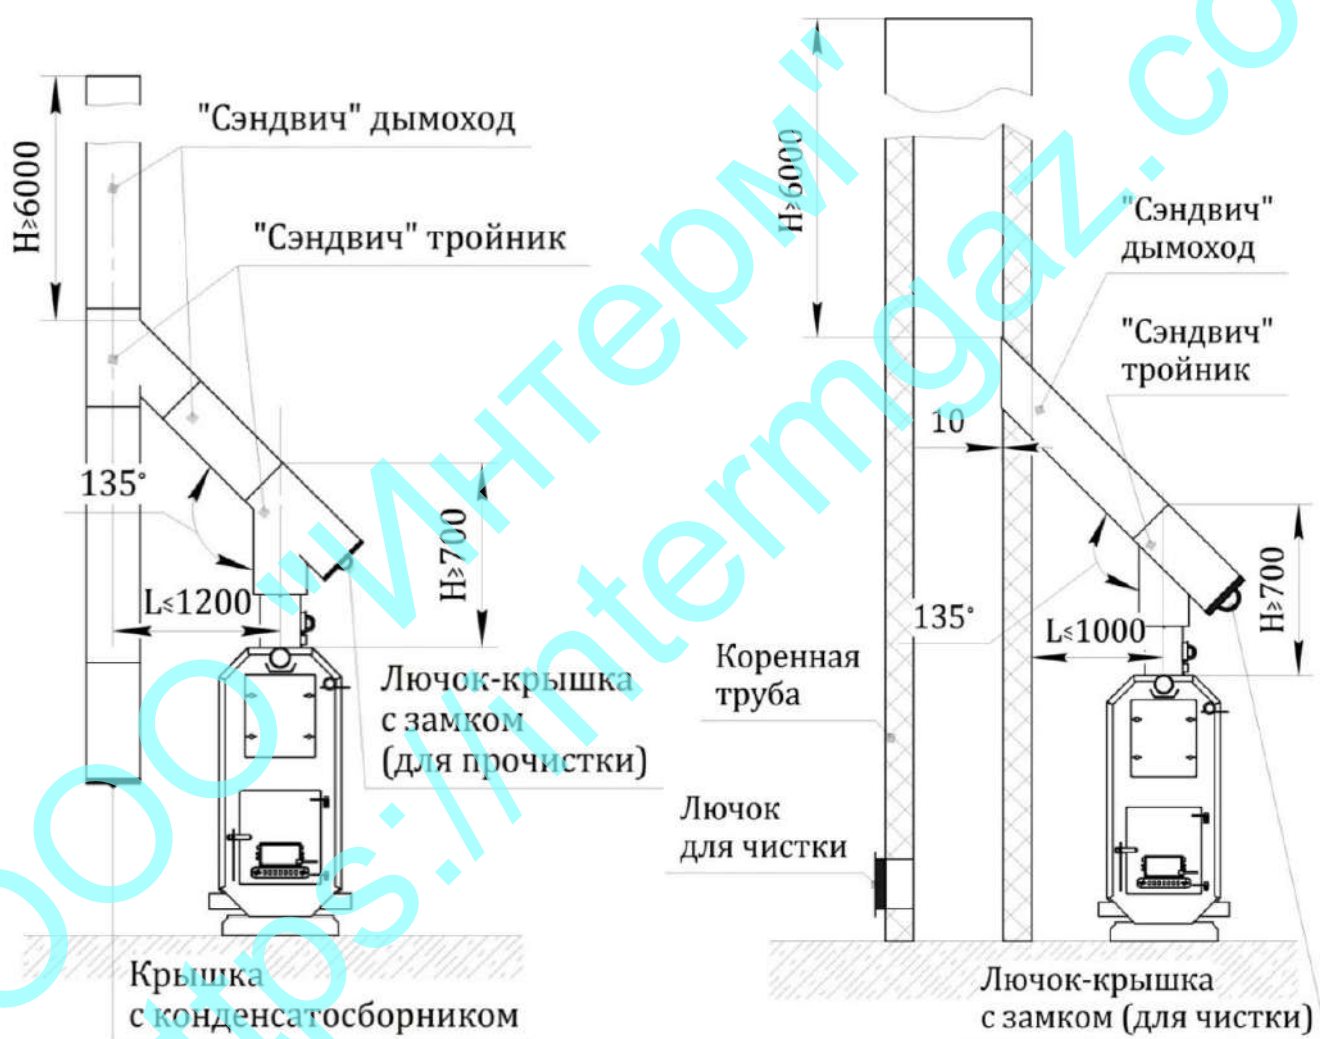 "Сэндвич" дымоход
"Сэндвич" тройник
H≥6000
135°
L≤1200
H≥700
Лючок-крышка
с замком
(для прочистки)
Крышка
с конденсатосборником
H≥6000
"Сэндвич"
дымоход
"Сэндвич"
тройник
10
135°
L≤1000
H≥700
Коренная
труба
Лючок
для чистки
Лючок-крышка
с замком (для чистки)
ООО "Интерм"
https://intermgaz.co